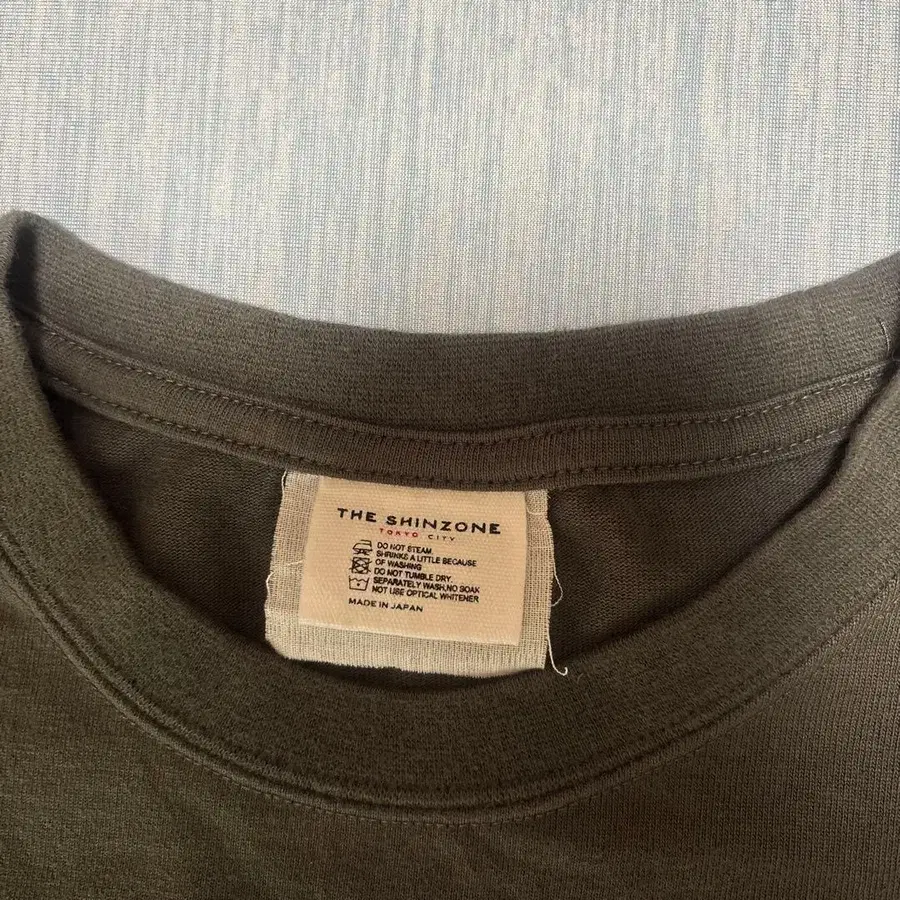 THE SHINZONE
TOKYO CITY
DO NOT STEAM.
SHRINKS A LITTLE BECAUSE
OF WASHING
DO NOT TUMBLE DRY.
SEPARATELY WASH,NO SOAK
NOT USE OPTICAL WHITENER
MADE IN JAPAN